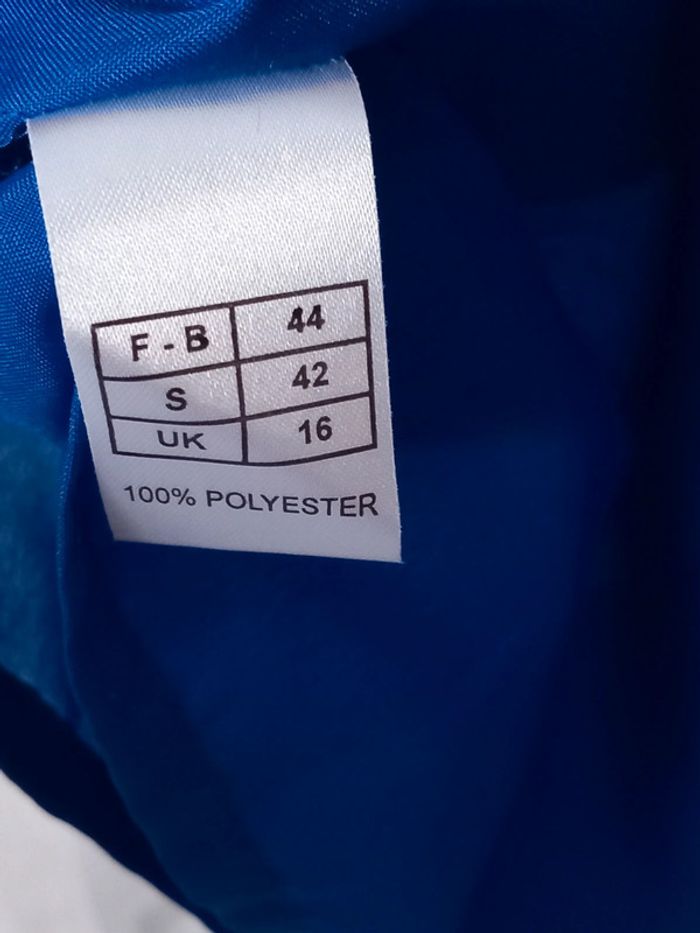 F - B 44
S 42
UK 16
100% POLYESTER